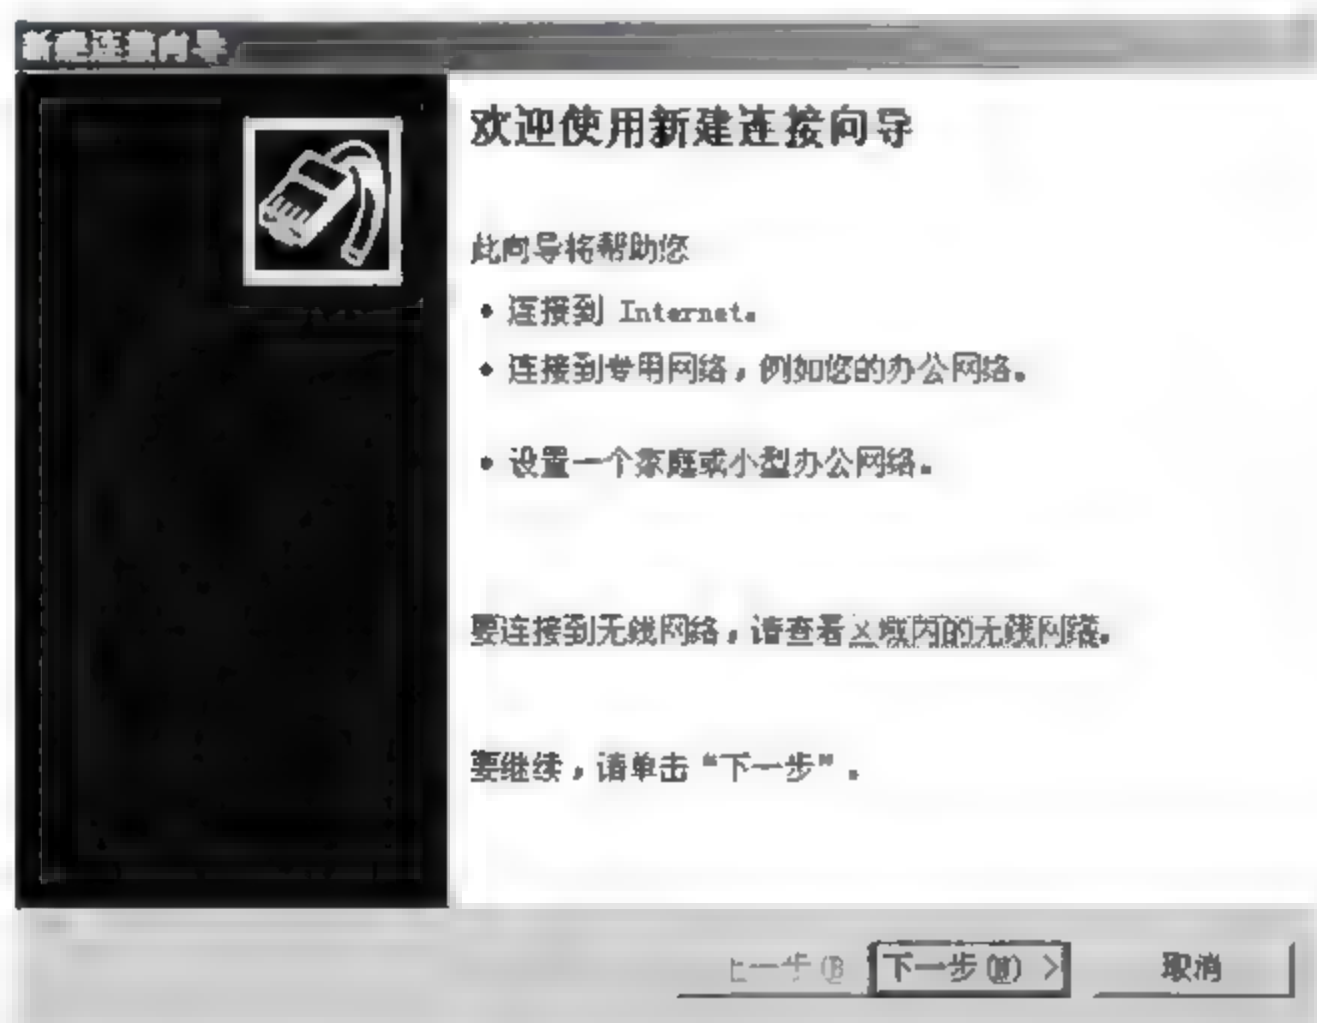 新建连接向导
欢迎使用新建连接向导
此向导将帮助您
• 连接到 Internet。
• 连接到专用网络，例如您的办公网络。
• 设置一个家庭或小型办公网络。
要连接到无线网络，请查看区域内的无线网络。
要继续，请单击“下一步”。
上一步(B 下一步(N) > 取消